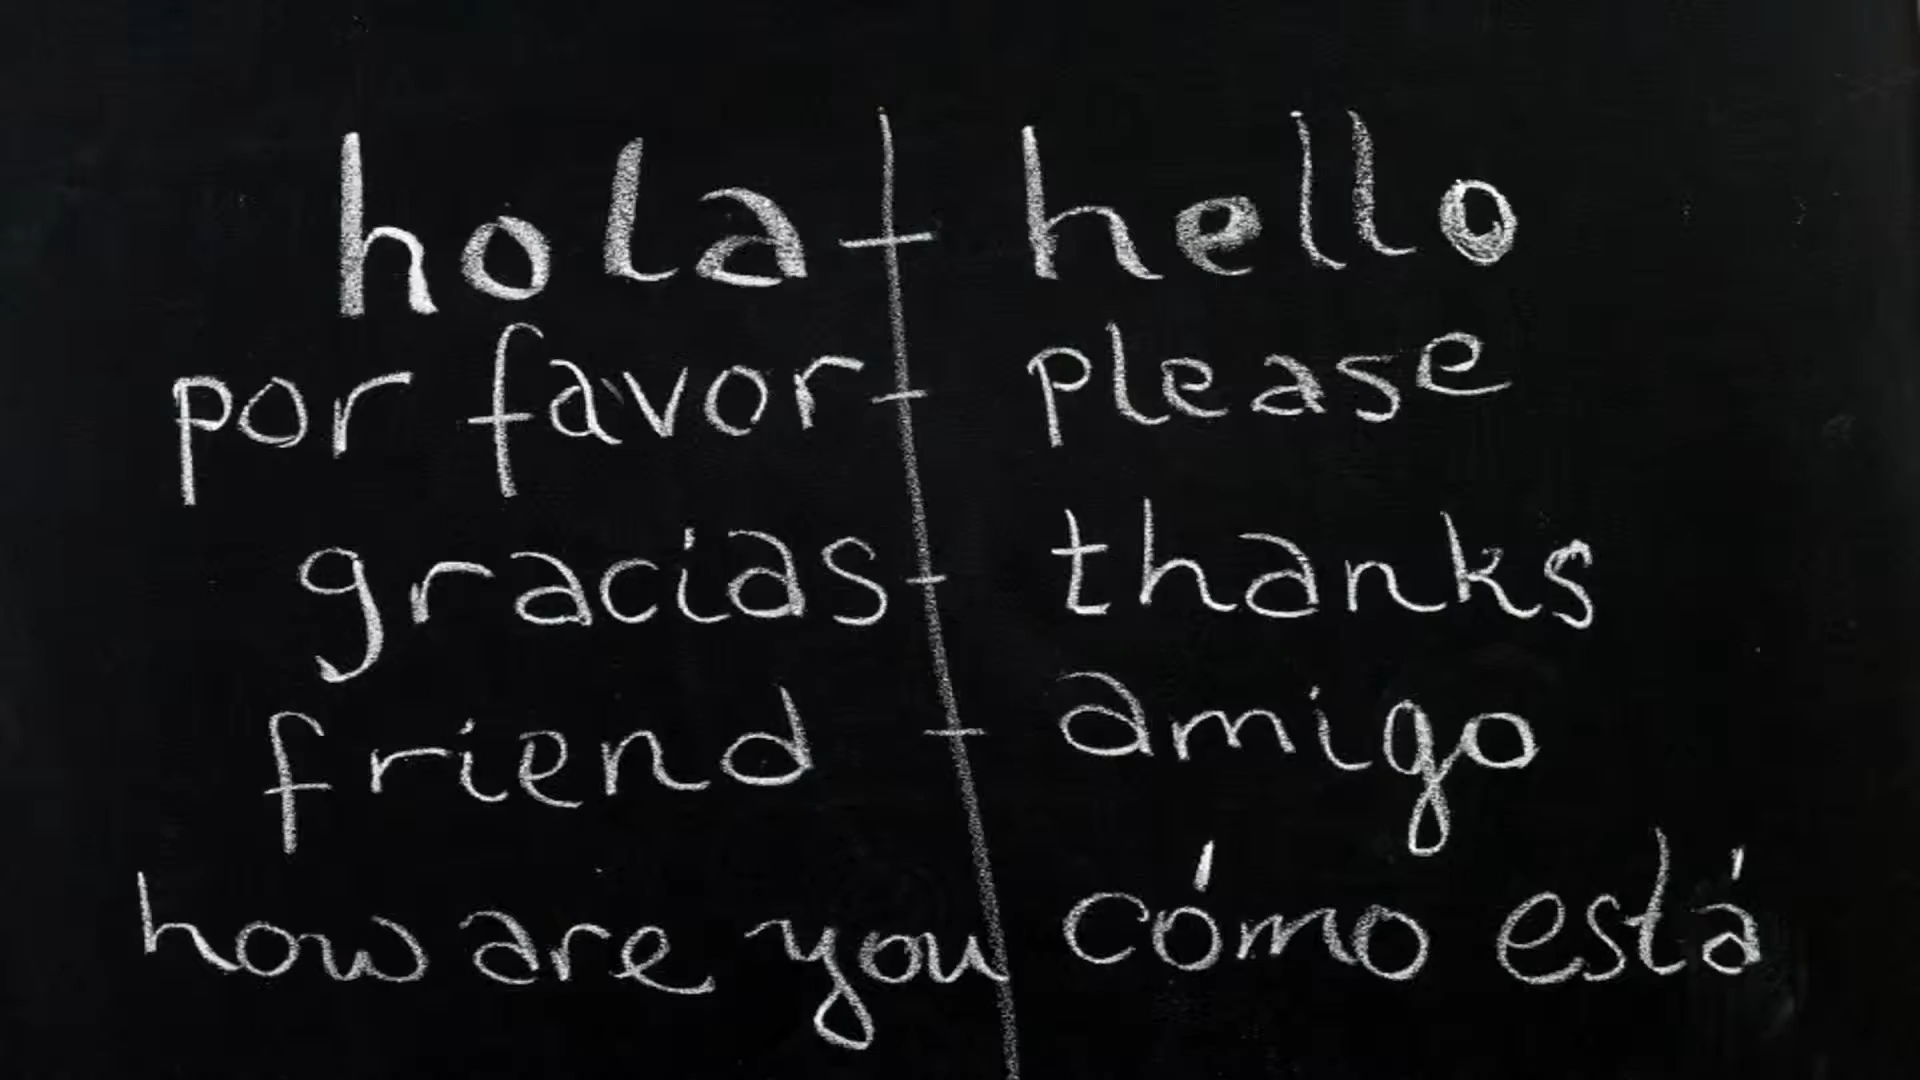 hola - hello
por favor - please
gracias - thanks
friend - amigo
how are you cómo está